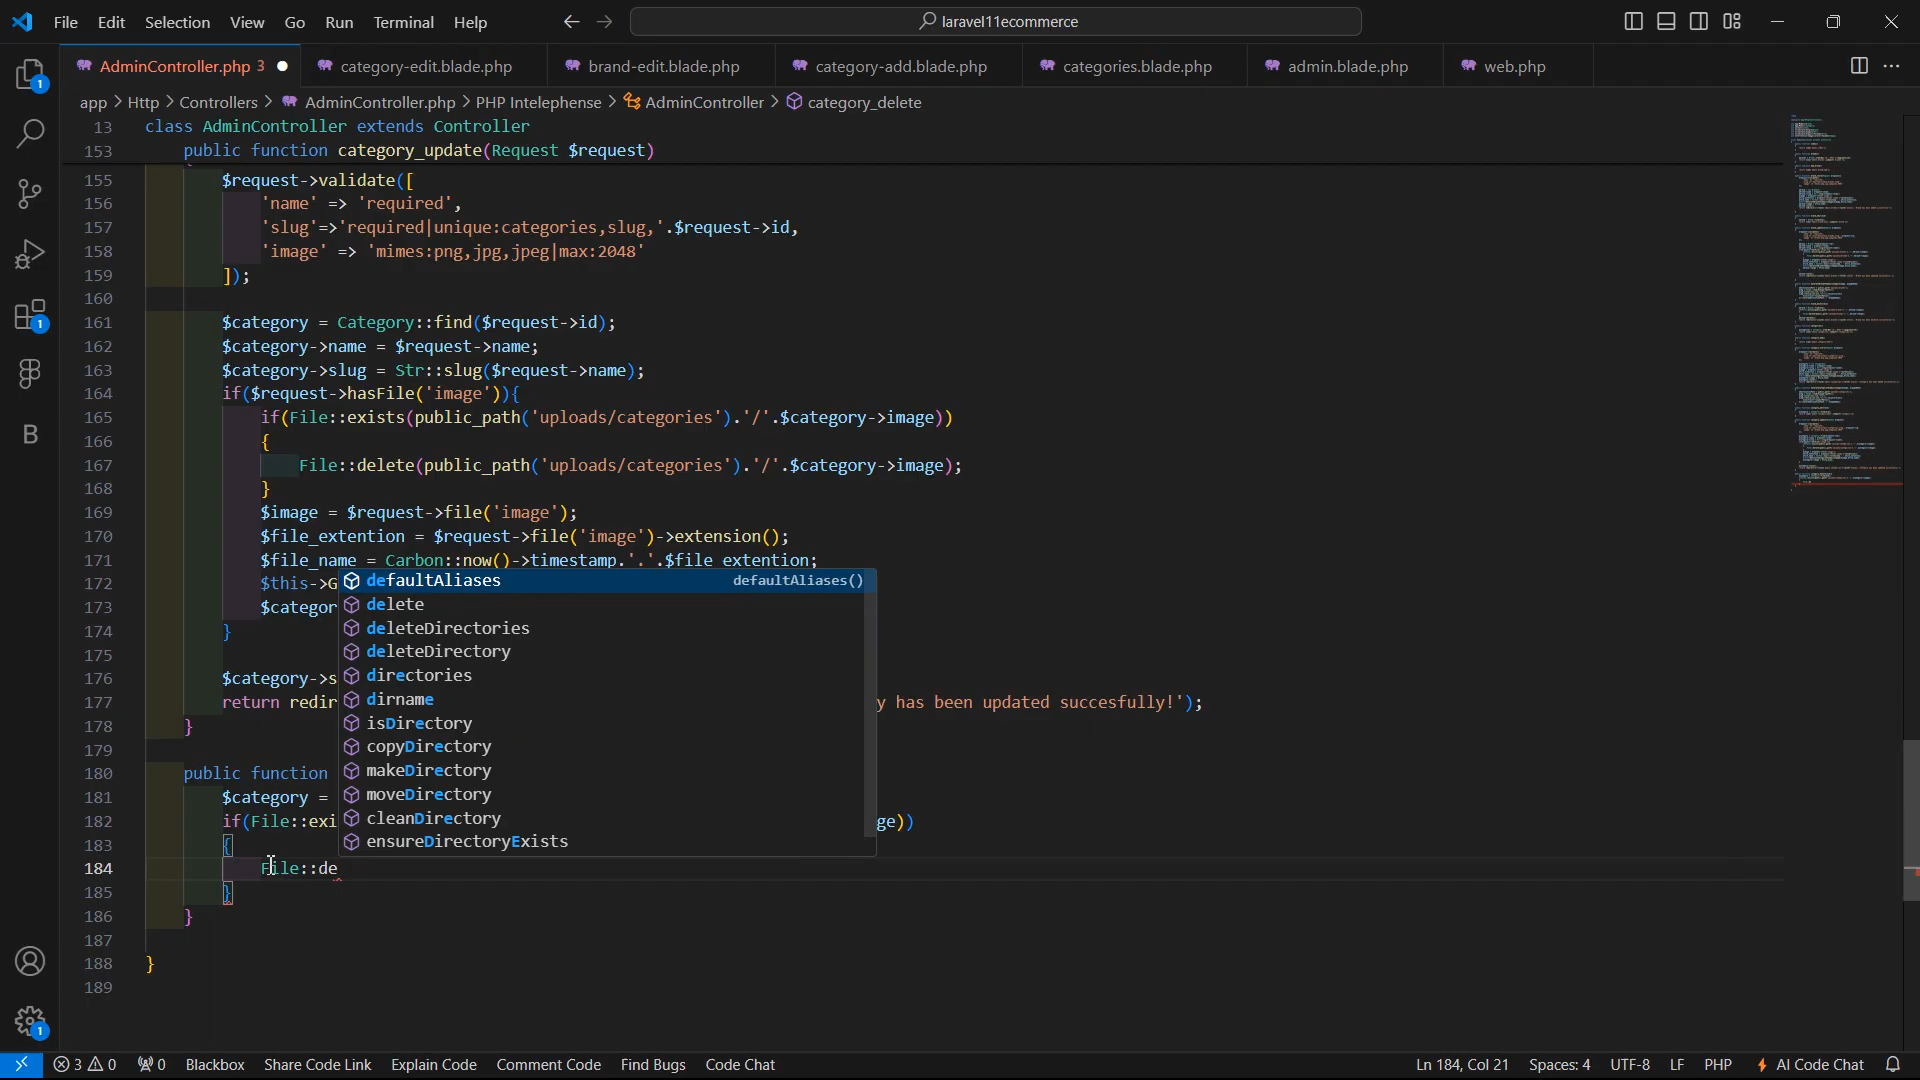 File Edit Selection View Go Run Terminal Help laravel11ecommerce
AdminController.php 3 category-edit.blade.php brand-edit.blade.php category-add.blade.php categories.blade.php admin.blade.php web.php
app > Http > Controllers > AdminController.php > PHP Intelephense > AdminController > category_delete
13 class AdminController extends Controller
153 public function category_update(Request $request)
155 $request->validate([
156 'name' => 'required',
157 'slug'=>'required|unique:categories,slug,'.$request->id,
158 'image' => 'mimes:png,jpg,jpeg|max:2048'
159 ]);
160
161 $category = Category::find($request->id);
162 $category->name = $request->name;
163 $category->slug = Str::slug($request->name);
164 if($request->hasFile('image')){
165 if(File::exists(public_path('uploads/categories').'/'.$category->image))
166 {
167 File::delete(public_path('uploads/categories').'/'.$category->image);
168 }
169 $image = $request->file('image');
170 $file_extention = $request->file('image')->extension();
171 $file_name = Carbon::now()->timestamp.'.'.$file_extention;
172 $this->G
173 $categor
174 }
175
176 $category->s
177 return redir y has been updated succesfully!');
178 }
179
180 public function
181 $category =
182 if(File::exi ge))
183 {
184 File::de
185 }
186 }
187
188 }
189
defaultAliases defaultAliases()
delete
deleteDirectories
deleteDirectory
directories
dirname
isDirectory
copyDirectory
makeDirectory
moveDirectory
cleanDirectory
ensureDirectoryExists
3 0 0 Blackbox Share Code Link Explain Code Comment Code Find Bugs Code Chat Ln 184, Col 21 Spaces: 4 UTF-8 LF PHP AI Code Chat